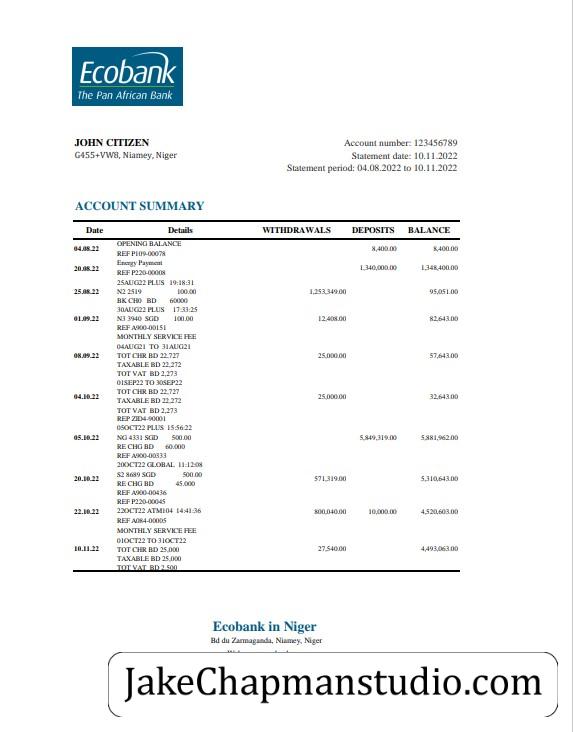 Ecobank
The Pan African Bank
JOHN CITIZEN
G455+VW8, Niamey, Niger
Account number: 123456789
Statement date: 10.11.2022
Statement period: 04.08.2022 to 10.11.2022
ACCOUNT SUMMARY
Date Details WITHDRAWALS DEPOSITS BALANCE
OPENING BALANCE
04.08.22 8,400.00 8,400.00
REF P109-00078
Energy Payment
20.08.22 1,340,000.00 1,348,400.00
REF P220-00008
25AUG22 PLUS 19:18:31
25.08.22 N2 2519 100.00 1,253,349.00 95,051.00
BK CH0 BD 60000
30AUG22 PLUS 17:33:25
01.09.22 N3 3940 SGD 100.00 12,408.00 82,643.00
REF A900-00151
MONTHLY SERVICE FEE
04AUG21 TO 31AUG21
08.09.22 TOT CHR BD 22,727 25,000.00 57,643.00
TAXABLE BD 22,272
TOT VAT BD 2,273
01SEP22 TO 30SEP22
TOT CHR BD 22,727
04.10.22 25,000.00 32,643.00
TAXABLE BD 22,272
TOT VAT BD 2,273
REP ZID4-90001
05OCT22 PLUS 15:56:22
05.10.22 NG 4331 SGD 500.00 5,849,319.00 5,881,962.00
RE CHG BD 60.000
REF A900-00333
20OCT22 GLOBAL 11:12:08
S2 8689 SGD 500.00
20.10.22 571,319.00 5,310,643.00
RE CHG BD 45.000
REF A900-00436
REF P220-00045
22.10.22 22OCT22 ATM104 14:41:36 800,040.00 10,000.00 4,520,603.00
REF A084-00005
MONTHLY SERVICE FEE
01OCT22 TO 31OCT22
10.11.22 TOT CHR BD 25,000 27,540.00 4,493,063.00
TAXABLE BD 25,000
TOT VAT BD 2,500
Ecobank in Niger
Bd du Zarmaganda, Niamey, Niger
JakeChapmanstudio.com